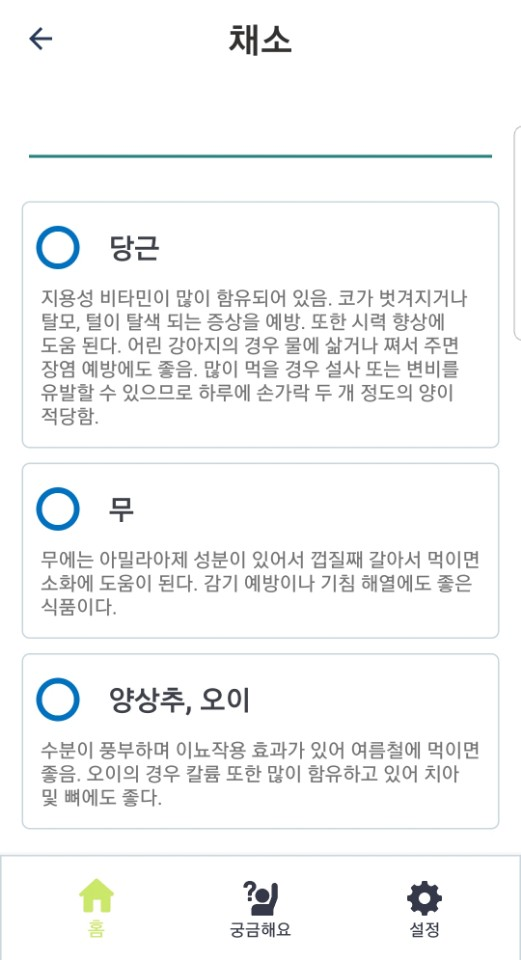 채소
당근
지용성 비타민이 많이 함유되어 있음. 코가 벗겨지거나
탈모, 털이 탈색 되는 증상을 예방. 또한 시력 향상에
도움 된다. 어린 강아지의 경우 물에 삶거나 쪄서 주면
장염 예방에도 좋음. 많이 먹을 경우 설사 또는 변비를
유발할 수 있으므로 하루에 손가락 두 개 정도의 양이
적당함.
무
무에는 아밀라아제 성분이 있어서 껍질째 갈아서 먹이면
소화에 도움이 된다. 감기 예방이나 기침 해열에도 좋은
식품이다.
양상추, 오이
수분이 풍부하며 이뇨작용 효과가 있어 여름철에 먹이면
좋음. 오이의 경우 칼륨 또한 많이 함유하고 있어 치아
및 뼈에도 좋다.
홈
궁금해요
설정